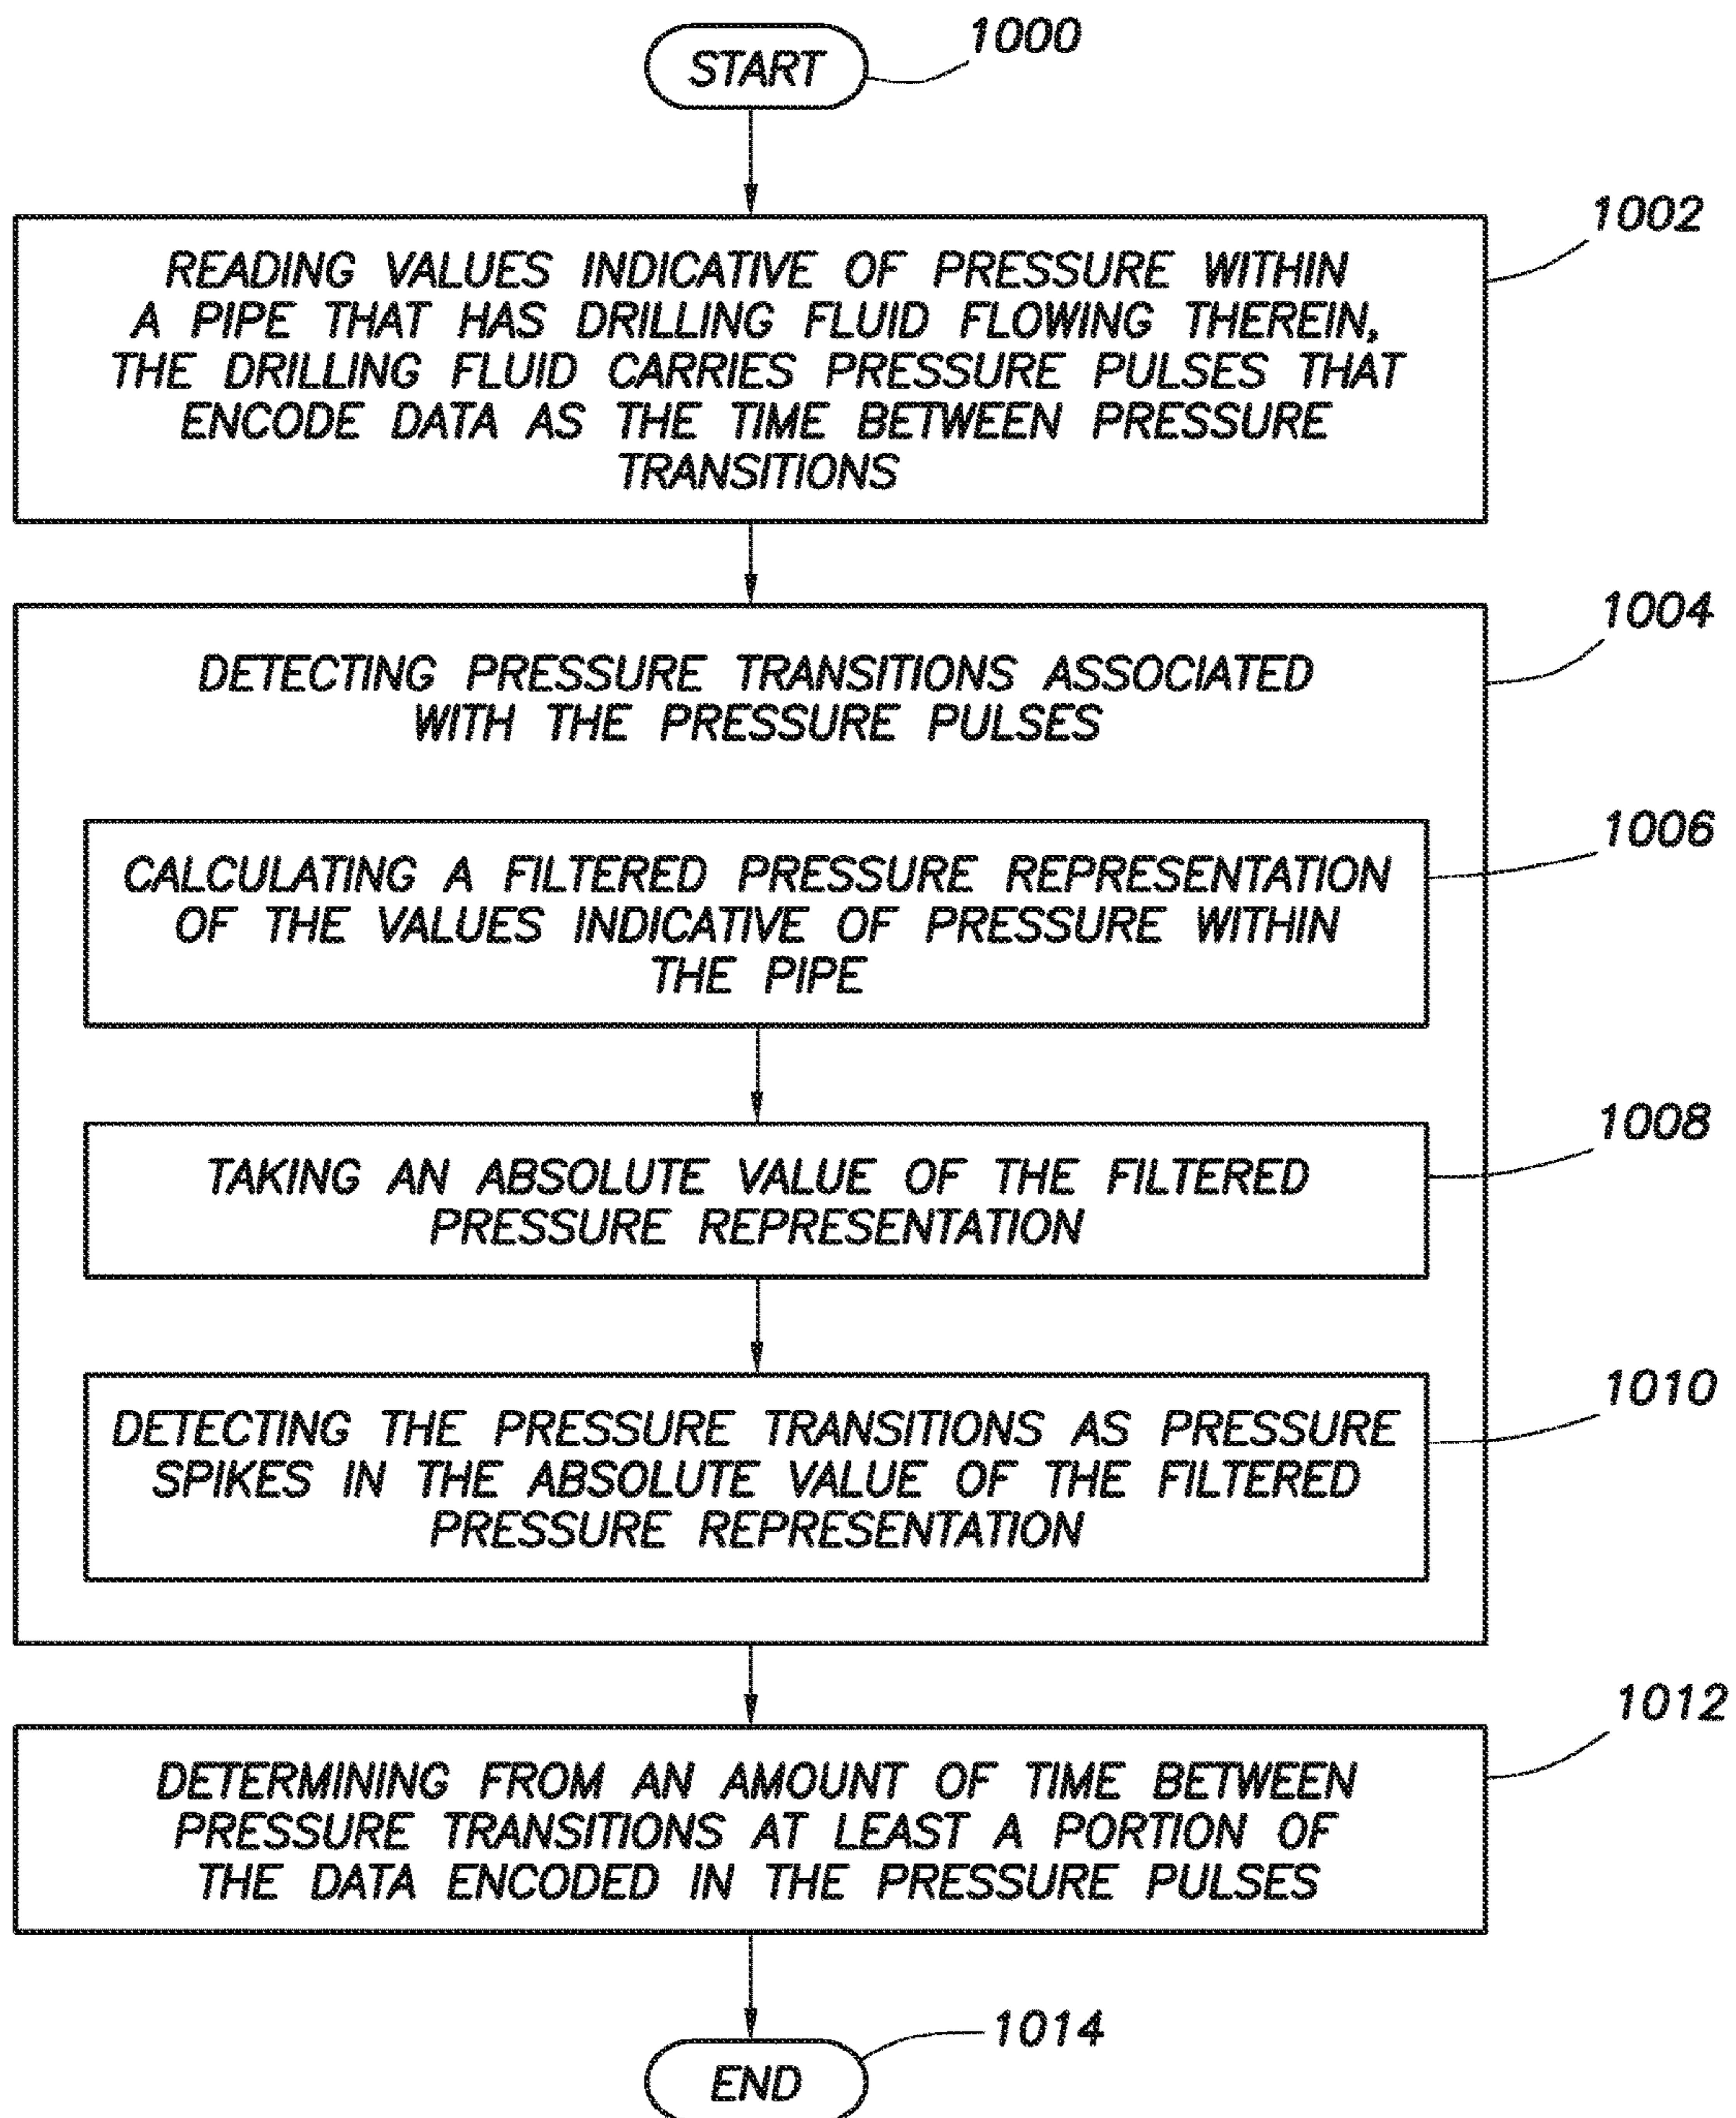 START
1000
1002
READING VALUES INDICATIVE OF PRESSURE WITHIN
A PIPE THAT HAS DRILLING FLUID FLOWING THEREIN,
THE DRILLING FLUID CARRIES PRESSURE PULSES THAT
ENCODE DATA AS THE TIME BETWEEN PRESSURE
TRANSITIONS
1004
DETECTING PRESSURE TRANSITIONS ASSOCIATED
WITH THE PRESSURE PULSES
1006
CALCULATING A FILTERED PRESSURE REPRESENTATION
OF THE VALUES INDICATIVE OF PRESSURE WITHIN
THE PIPE
1008
TAKING AN ABSOLUTE VALUE OF THE FILTERED
PRESSURE REPRESENTATION
1010
DETECTING THE PRESSURE TRANSITIONS AS PRESSURE
SPIKES IN THE ABSOLUTE VALUE OF THE FILTERED
PRESSURE REPRESENTATION
1012
DETERMINING FROM AN AMOUNT OF TIME BETWEEN
PRESSURE TRANSITIONS AT LEAST A PORTION OF
THE DATA ENCODED IN THE PRESSURE PULSES
1014
END